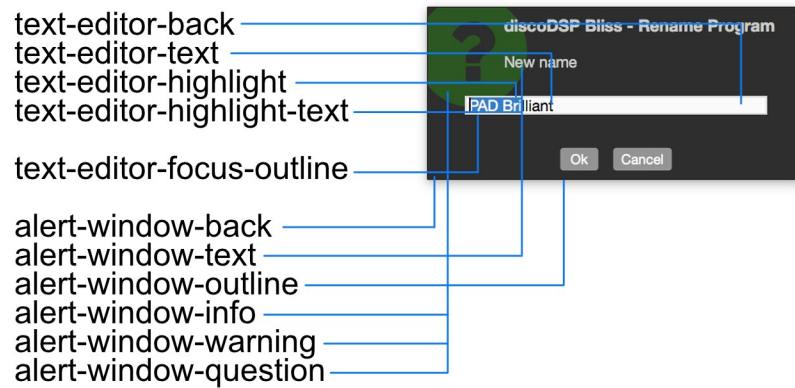 text-editor-back
text-editor-text
text-editor-highlight
text-editor-highlight-text
text-editor-focus-outline
alert-window-back
alert-window-text
alert-window-outline
alert-window-info
alert-window-warning
alert-window-question
?
discoDSP Bliss - Rename Program
New name
PAD Brilliant
Ok Cancel